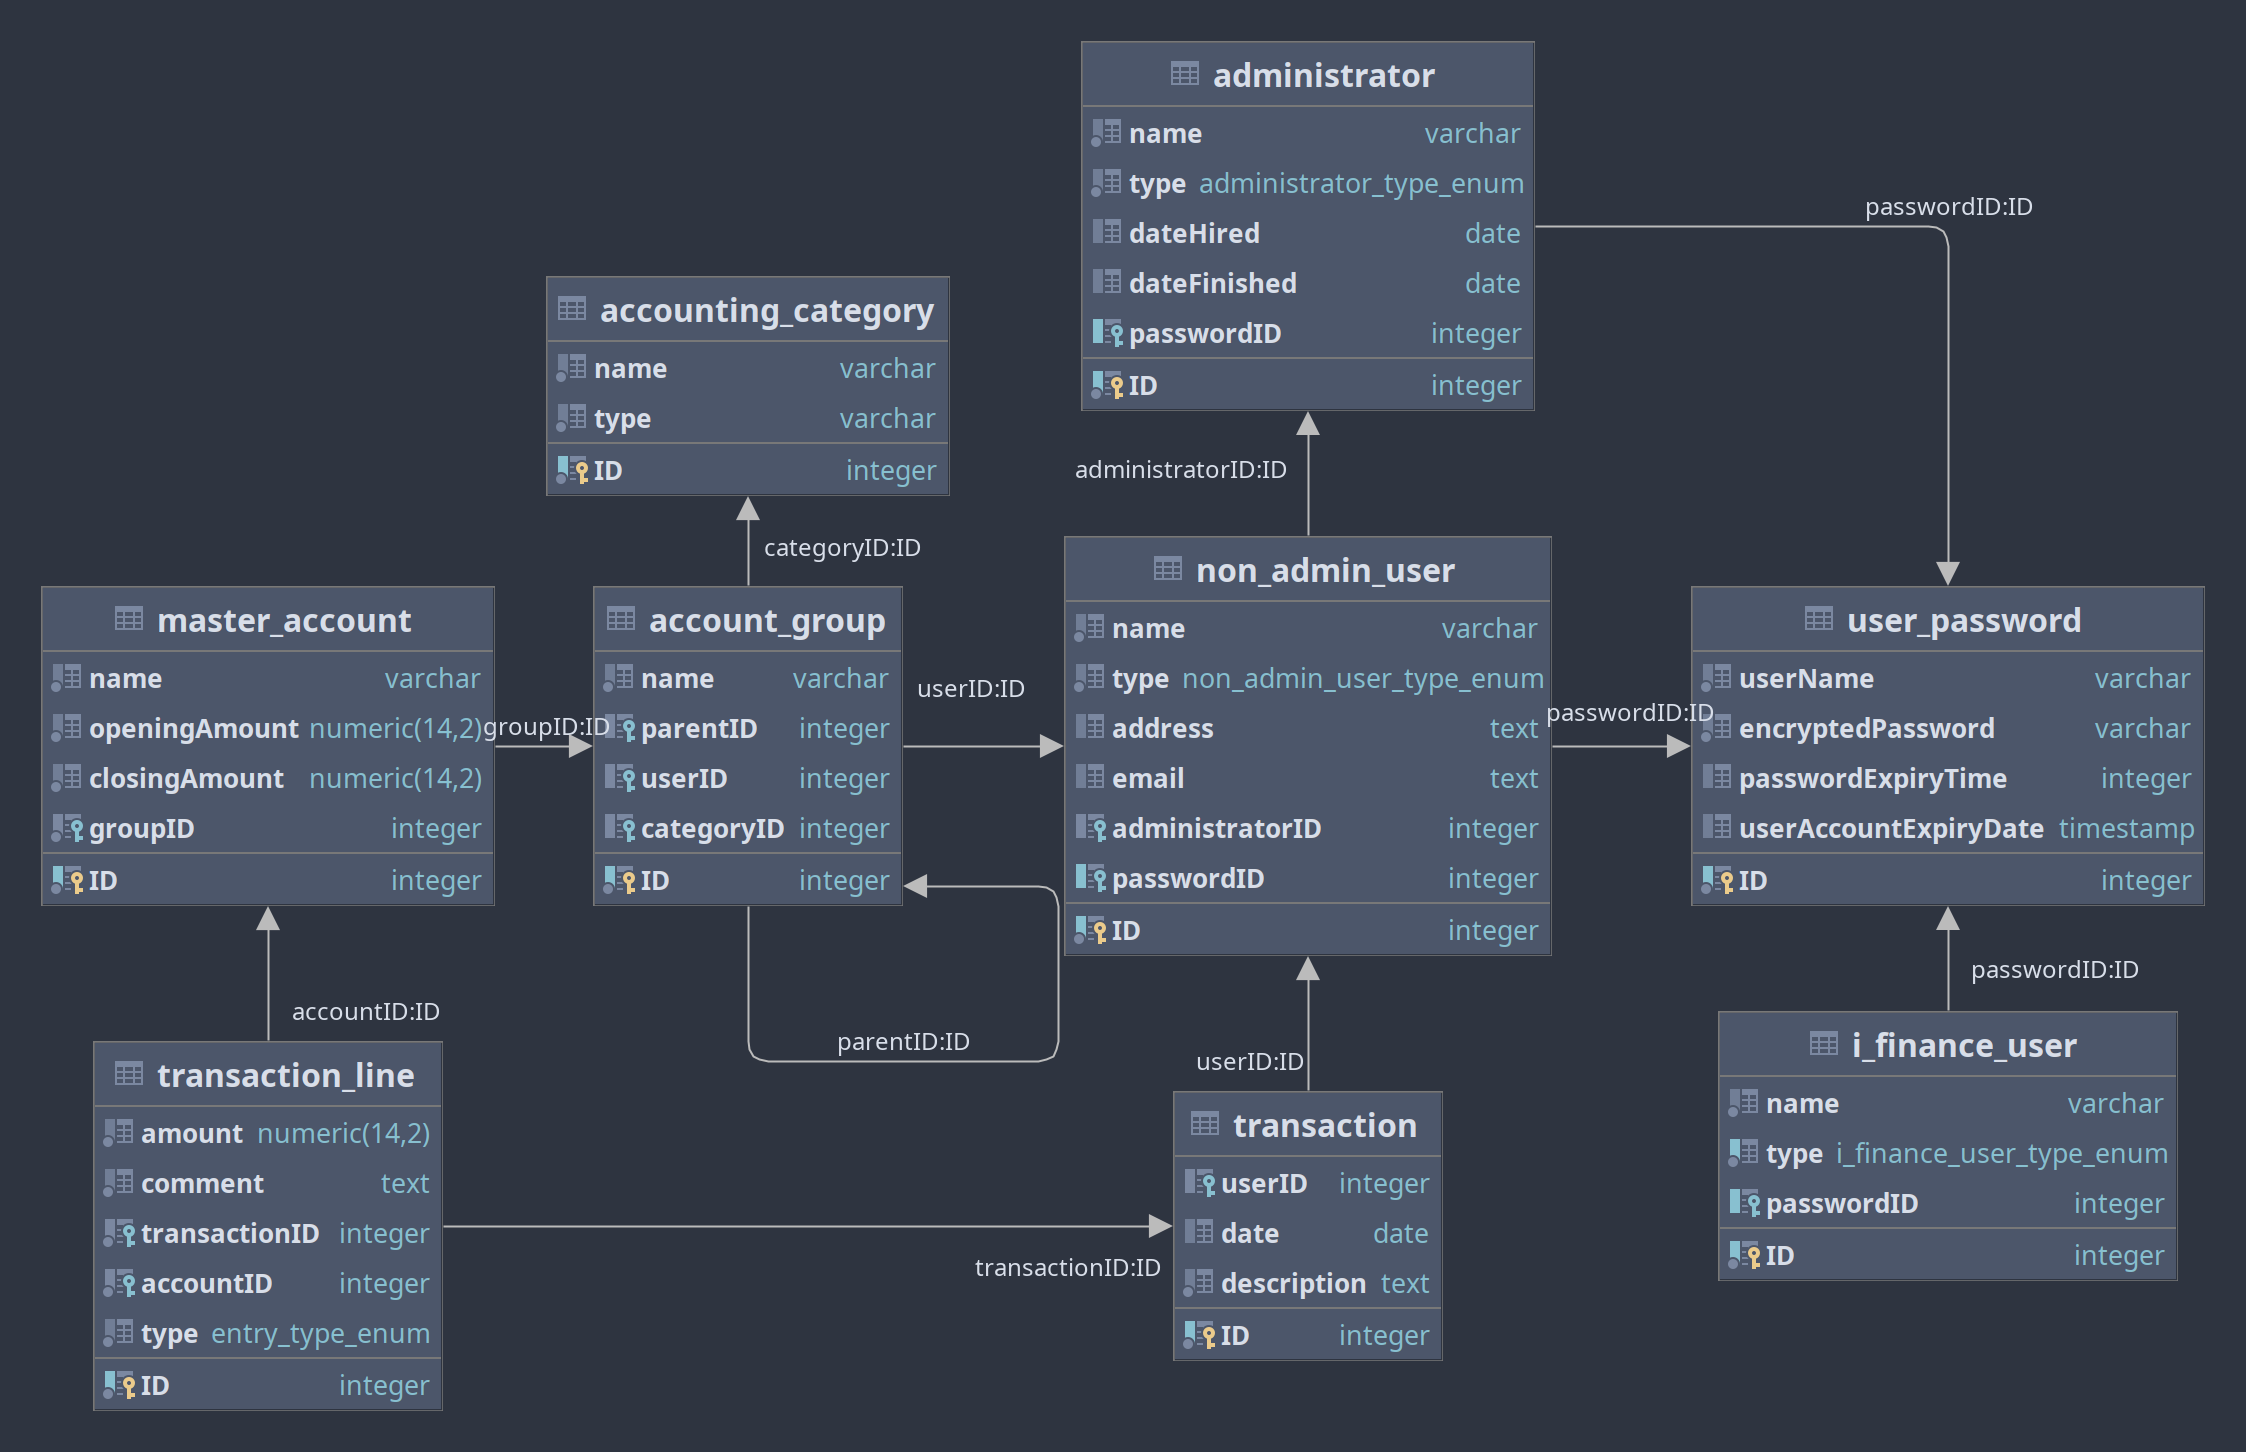 administrator
name varchar
type administrator_type_enum
dateHired date
dateFinished date
passwordID integer
ID integer
passwordID:ID
accounting_category
name varchar
type varchar
ID integer
administratorID:ID
categoryID:ID
master_account
name varchar
openingAmount numeric(14,2)
closingAmount numeric(14,2)
groupID integer
ID integer
groupID:ID
account_group
name varchar
parentID integer
userID integer
categoryID integer
ID integer
userID:ID
parentID:ID
non_admin_user
name varchar
type non_admin_user_type_enum
address text
email text
administratorID integer
passwordID integer
ID integer
passwordID:ID
user_password
userName varchar
encryptedPassword varchar
passwordExpiryTime integer
userAccountExpiryDate timestamp
ID integer
passwordID:ID
accountID:ID
transaction_line
amount numeric(14,2)
comment text
transactionID integer
accountID integer
type entry_type_enum
ID integer
transactionID:ID
userID:ID
transaction
userID integer
date date
description text
ID integer
i_finance_user
name varchar
type i_finance_user_type_enum
passwordID integer
ID integer